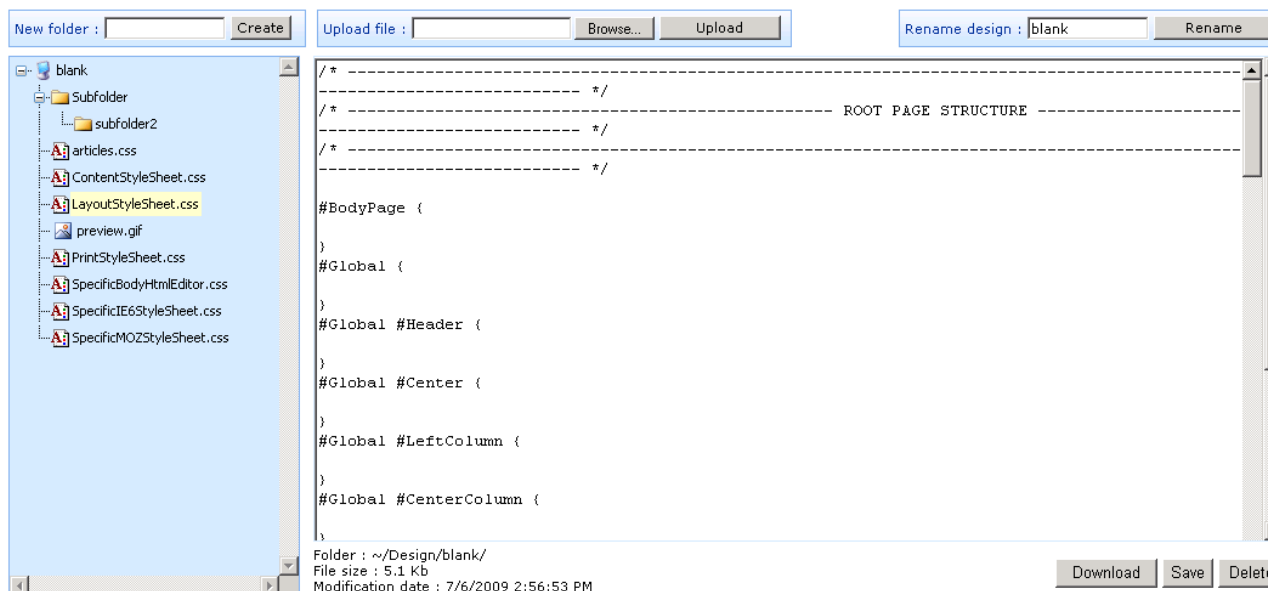 New folder : Create
Upload file : Browse... Upload
Rename design : blank Rename
blank
Subfolder
subfolder2
articles.css
ContentStyleSheet.css
LayoutStyleSheet.css
preview.gif
PrintStyleSheet.css
SpecificBodyHtmlEditor.css
SpecificIE6StyleSheet.css
SpecificMOZStyleSheet.css
/* --------------------------------------------------------------------------------------------
--------------------------- */
/* -------------------------------------------------- ROOT PAGE STRUCTURE ---------------------
--------------------------- */
/* --------------------------------------------------------------------------------------------
--------------------------- */
#BodyPage {
}
#Global {
}
#Global #Header {
}
#Global #Center {
}
#Global #LeftColumn {
}
#Global #CenterColumn {
}
Folder : ~/Design/blank/
File size : 5.1 Kb
Modification date : 7/6/2009 2:56:53 PM
Download Save Delete